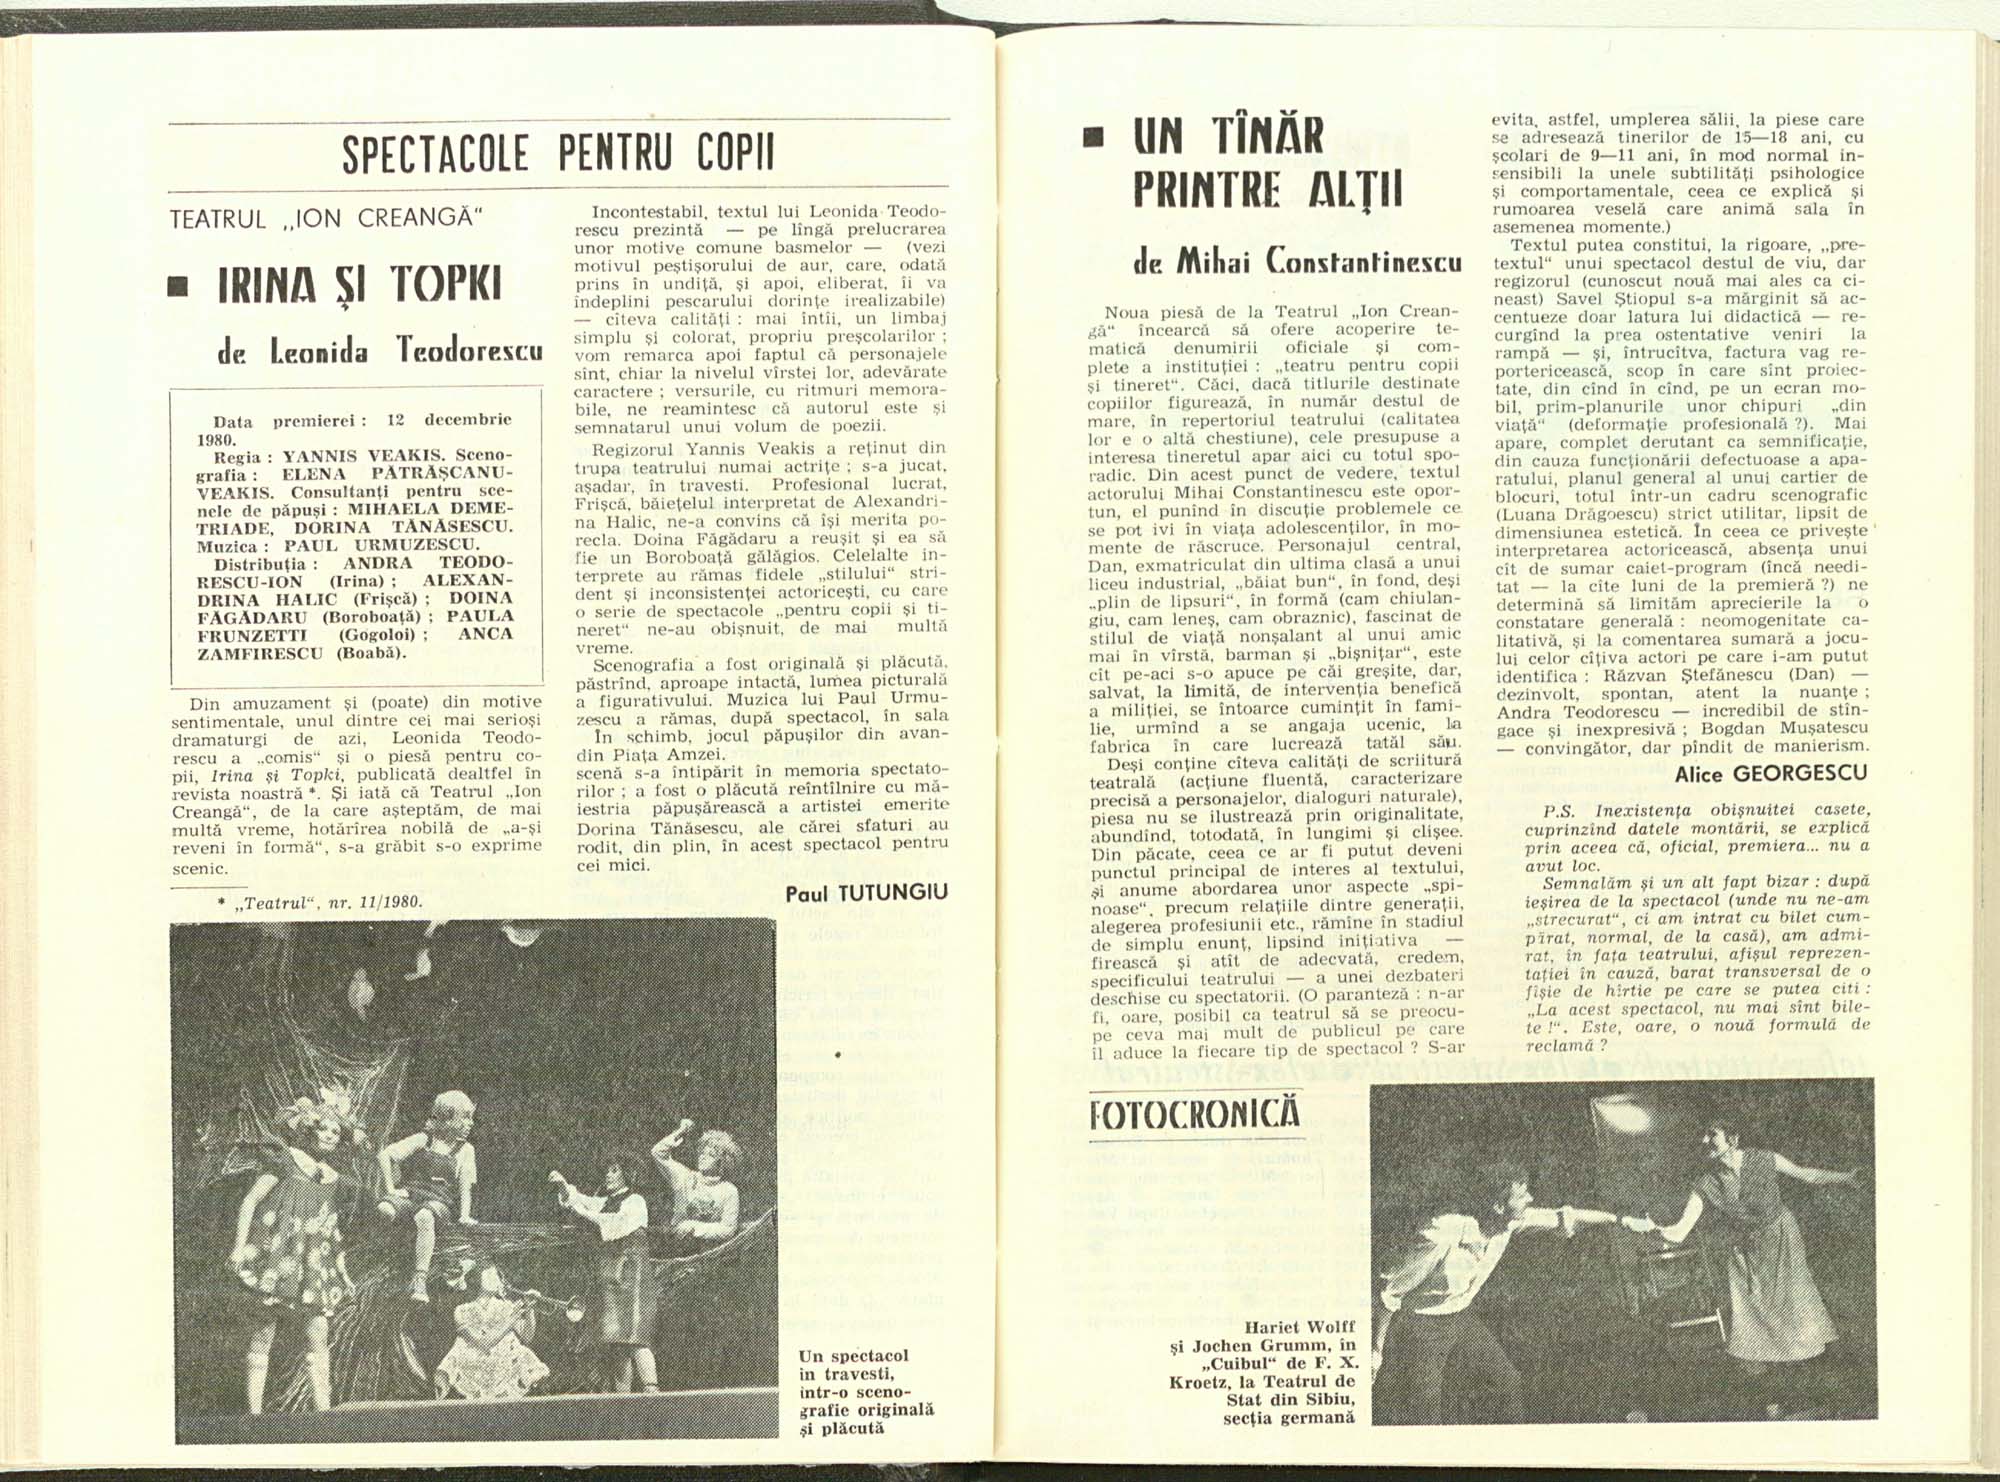 SPECTACOLE PENTRU COPII
TEATRUL „ION CREANGĂ“
■ IRINA ȘI TOPKI
de Leonida Teodorescu
Data premierei : 12 decembrie
1980.
Regia : YANNIS VEAKIS. Sceno-
grafia : ELENA PĂTRĂȘCANU-
VEAKIS. Consultanți pentru sce-
nele de păpuși : MIHAELA DEME-
TRIADE, DORINA TĂNĂSESCU.
Muzica : PAUL URMUZESCU.
Distribuția : ANDRA TEODO-
RESCU-ION (Irina) ; ALEXAN-
DRINA HALIC (Frișcă) ; DOINA
FĂGĂDARU (Boroboață) ; PAULA
FRUNZETTI (Gogoloi) ; ANCA
ZAMFIRESCU (Boabă).
Din amuzament și (poate) din motive
sentimentale, unul dintre cei mai serioși
dramaturgi de azi, Leonida Teodo-
rescu a „comis“ și o piesă pentru co-
pii, Irina și Topki, publicată dealtfel în
revista noastră *. Și iată că Teatrul „Ion
Creangă“, de la care așteptăm, de mai
multă vreme, hotărîrea nobilă de „a-și
reveni în formă“, s-a grăbit s-o exprime
scenic.
* „Teatrul“, nr. 11/1980.
Incontestabil, textul lui Leonida Teodo-
rescu prezintă — pe lîngă prelucrarea
unor motive comune basmelor — (vezi
motivul peștișorului de aur, care, odată
prins în undiță, și apoi, eliberat, îi va
îndeplini pescarului dorințe irealizabile)
— cîteva calități : mai întîi, un limbaj
simplu și colorat, propriu preșcolarilor ;
vom remarca apoi faptul că personajele
sînt, chiar la nivelul vîrstei lor, adevărate
caractere ; versurile, cu ritmuri memora-
bile, ne reamintesc că autorul este și
semnatarul unui volum de poezii.
Regizorul Yannis Veakis a reținut din
trupa teatrului numai actrițe ; s-a jucat,
așadar, în travesti. Profesional lucrat,
Frișcă, băiețelul interpretat de Alexandri-
na Halic, ne-a convins că își merita po-
recla. Doina Făgădaru a reușit și ea să
fie un Boroboață gălăgios. Celelalte in-
terprete au rămas fidele „stilului“ stri-
dent și inconsistenței actoricești, cu care
o serie de spectacole „pentru copii și ti-
neret“ ne-au obișnuit, de mai multă
vreme.
Scenografia a fost originală și plăcută,
păstrînd, aproape intactă, lumea picturală
a figurativului. Muzica lui Paul Urmu-
zescu a rămas, după spectacol, în sala
În schimb, jocul păpușilor din avan-
din Piața Amzei.
scenă s-a întipărit în memoria spectato-
rilor ; a fost o plăcută reîntîlnire cu mă-
iestria păpușărească a artistei emerite
Dorina Tănăsescu, ale cărei sfaturi au
rodit, din plin, în acest spectacol pentru
cei mici.
Paul TUTUNGIU
Un spectacol
in travesti,
intr-o sceno-
grafie originală
și plăcută
■ UN TÎNĂR
PRINTRE ALȚII
de Mihai Constantinescu
Noua piesă de la Teatrul „Ion Crean-
gă“ încearcă să ofere acoperire te-
matică denumirii oficiale și com-
plete a instituției : „teatru pentru copii
și tineret“. Căci, dacă titlurile destinate
copiilor figurează, în număr destul de
mare, în repertoriul teatrului (calitatea
lor e o altă chestiune), cele presupuse a
interesa tineretul apar aici cu totul spo-
radic. Din acest punct de vedere, textul
actorului Mihai Constantinescu este opor-
tun, el punînd în discuție problemele ce
se pot ivi în viața adolescenților, în mo-
mente de răscruce. Personajul central,
Dan, exmatriculat din ultima clasă a unui
liceu industrial, „băiat bun“, în fond, deși
„plin de lipsuri“, în formă (cam chiulan-
giu, cam leneș, cam obraznic), fascinat de
stilul de viață nonșalant al unui amic
mai în vîrstă, barman și „bișnițar“, este
cît pe-aci s-o apuce pe căi greșite, dar,
salvat, la limită, de intervenția benefică
a miliției, se întoarce cumințit în fami-
lie, urmînd a se angaja ucenic, la
fabrica în care lucrează tatăl său.
Deși conține cîteva calități de scriitură
teatrală (acțiune fluentă, caracterizare
precisă a personajelor, dialoguri naturale),
piesa nu se ilustrează prin originalitate,
abundînd, totodată, în lungimi și clișee.
Din păcate, ceea ce ar fi putut deveni
punctul principal de interes al textului,
și anume abordarea unor aspecte „spi-
noase“, precum relațiile dintre generații,
alegerea profesiunii etc., rămîne în stadiul
de simplu enunț, lipsind inițiativa —
firească și atît de adecvată, credem,
specificului teatrului — a unei dezbateri
deschise cu spectatorii. (O paranteză : n-ar
fi, oare, posibil ca teatrul să se preocu-
pe ceva mai mult de publicul pe care
îl aduce la fiecare tip de spectacol ? S-ar
evita, astfel, umplerea sălii, la piese care
se adresează tinerilor de 15—18 ani, cu
școlari de 9—11 ani, în mod normal in-
sensibili la unele subtilități psihologice
și comportamentale, ceea ce explică și
rumoarea veselă care animă sala în
asemenea momente.)
Textul putea constitui, la rigoare, „pre-
textul“ unui spectacol destul de viu, dar
regizorul (cunoscut nouă mai ales ca ci-
neast) Savel Știopul s-a mărginit să ac-
centueze doar latura lui didactică — re-
curgînd la prea ostentative veniri la
rampă — și, întrucîtva, factura vag re-
portericească, scop în care sînt proiec-
tate, din cînd în cînd, pe un ecran mo-
bil, prim-planurile unor chipuri „din
viață“ (deformație profesională ?). Mai
apare, complet derutant ca semnificație,
din cauza funcționării defectuoase a apa-
ratului, planul general al unui cartier de
blocuri, totul într-un cadru scenografic
(Luana Drăgoescu) strict utilitar, lipsit de
dimensiunea estetică. În ceea ce privește
interpretarea actoricească, absența unui
cît de sumar caiet-program (încă needi-
tat — la cîte luni de la premieră ?) ne
determină să limităm aprecierile la o
constatare generală : neomogenitate ca-
litativă, și la comentarea sumară a jocu-
lui celor cîțiva actori pe care i-am putut
identifica : Răzvan Ștefănescu (Dan) —
dezinvolt, spontan, atent la nuanțe ;
Andra Teodorescu — incredibil de stîn-
gace și inexpresivă ; Bogdan Mușatescu
— convingător, dar pîndit de manierism.
Alice GEORGESCU
P.S. Inexistența obișnuitei casete,
cuprinzînd datele montării, se explică
prin aceea că, oficial, premiera... nu a
avut loc.
Semnalăm și un alt fapt bizar : după
ieșirea de la spectacol (unde nu ne-am
„strecurat“, ci am intrat cu bilet cum-
părat, normal, de la casă), am admi-
rat, în fața teatrului, afișul reprezen-
tației în cauză, barat transversal de o
fîșie de hîrtie pe care se putea citi :
„La acest spectacol, nu mai sînt bile-
te !“. Este, oare, o nouă formulă de
reclamă ?
FOTOCRONICĂ
Hariet Wolff
și Jochen Grumm, în
„Cuibul“ de F. X.
Kroetz, la Teatrul de
Stat din Sibiu,
secția germană